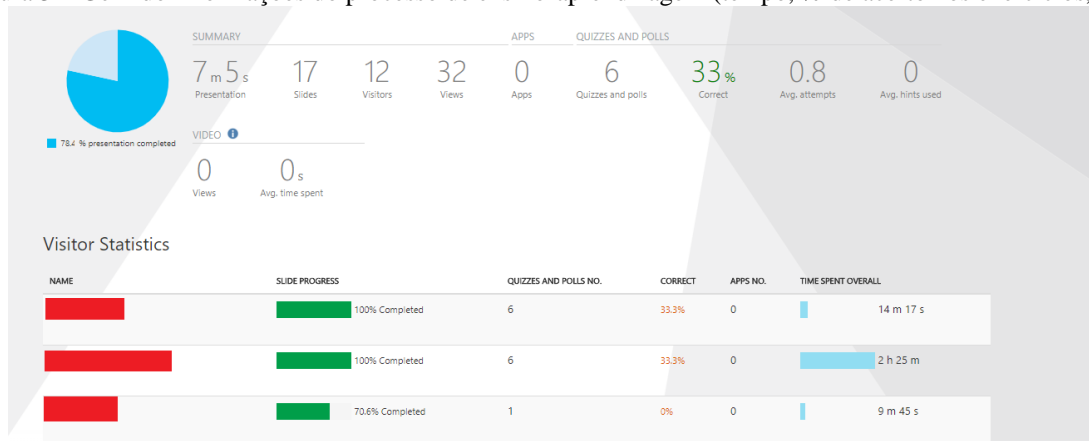 SUMMARY APPS QUIZZES AND POLLS
7 m 5 s 17 12 32 0 6 33 % 0.8 0
Presentation Slides Visitors Views Apps Quizzes and polls Correct Avg. attempts Avg. hints used
78.4 % presentation completed
VIDEO
0 0 s
Views Avg. time spent
Visitor Statistics
NAME SLIDE PROGRESS QUIZZES AND POLLS NO. CORRECT APPS NO. TIME SPENT OVERALL
100% Completed 6 33.3% 0 14 m 17 s
100% Completed 6 33.3% 0 2 h 25 m
70.6% Completed 1 0% 0 9 m 45 s